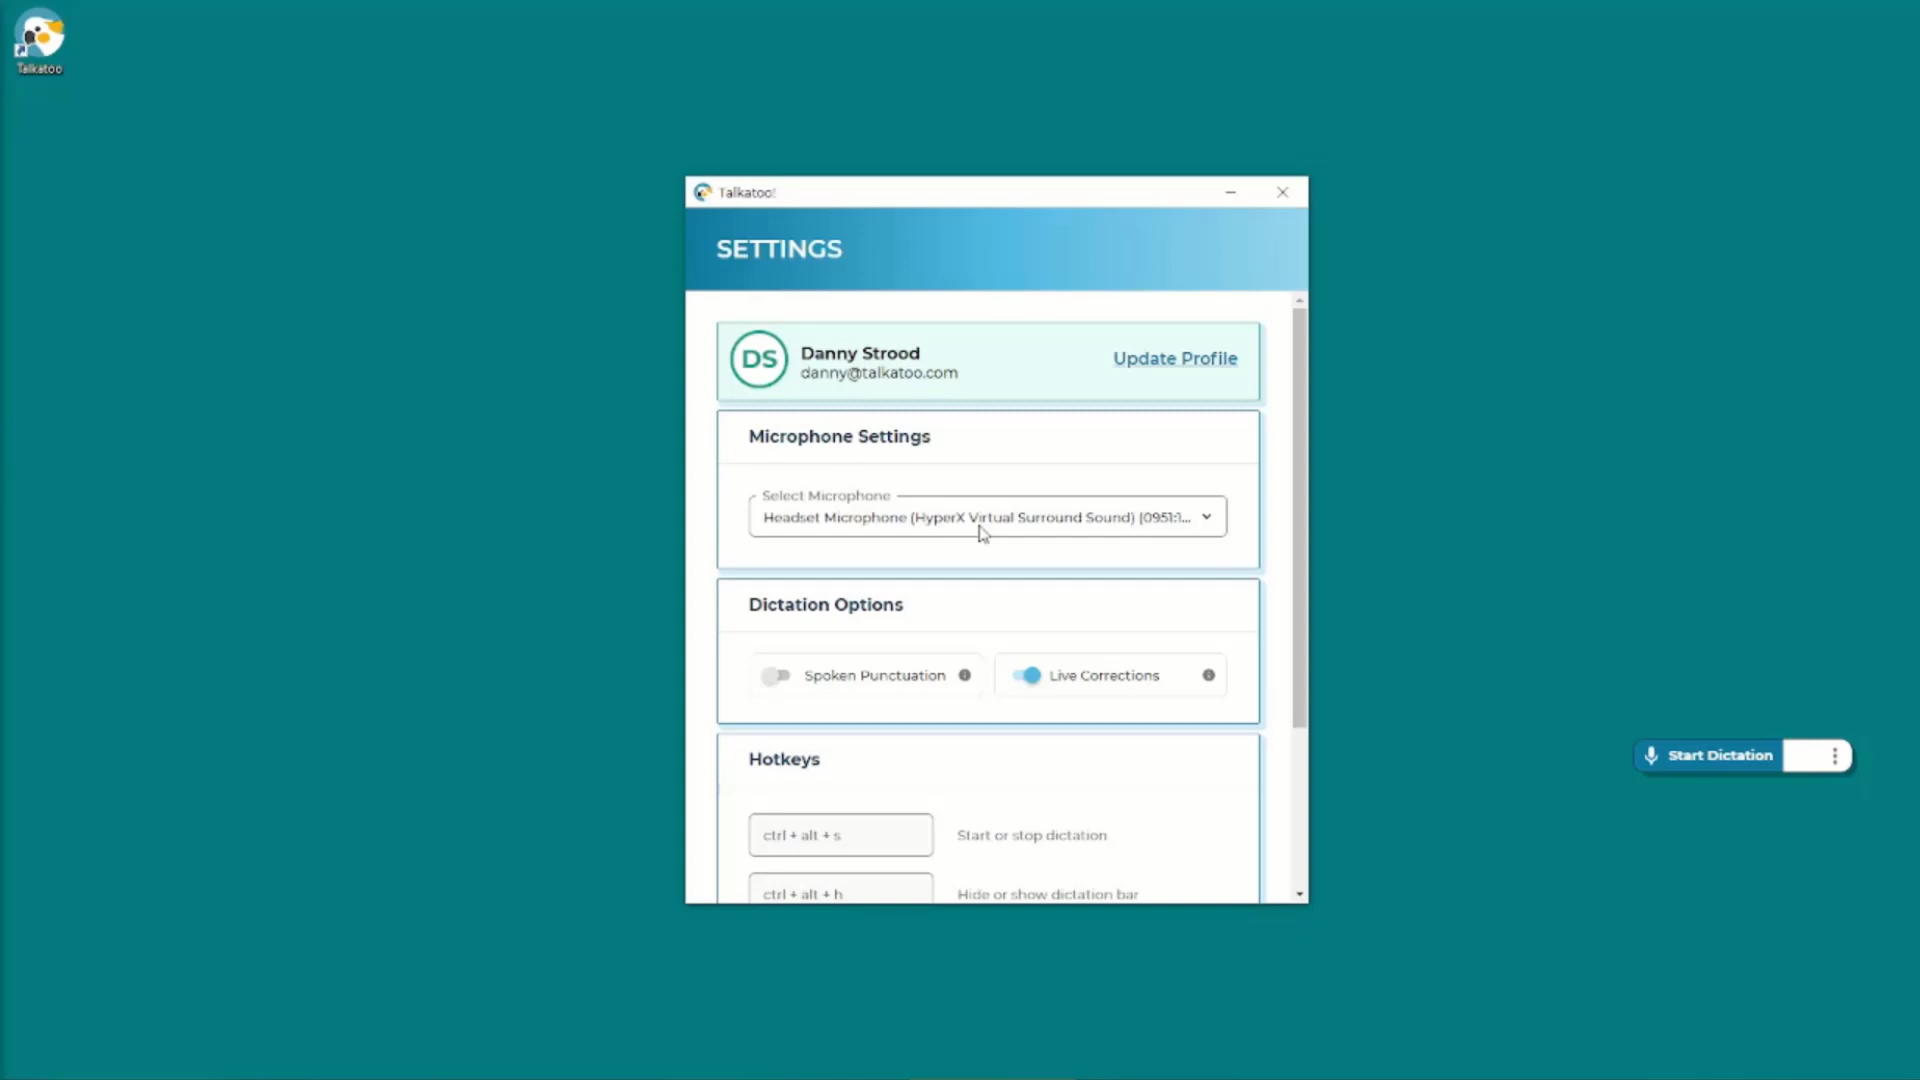 Talkatoo
Talkatoo!
SETTINGS
DS
Danny Strood
danny@talkatoo.com
Update Profile
Microphone Settings
Select Microphone
Headset Microphone (HyperX Virtual Surround Sound) (0951:1...
Dictation Options
Spoken Punctuation
Live Corrections
Hotkeys
ctrl + alt + s
Start or stop dictation
ctrl + alt + h
Hide or show dictation bar
Start Dictation